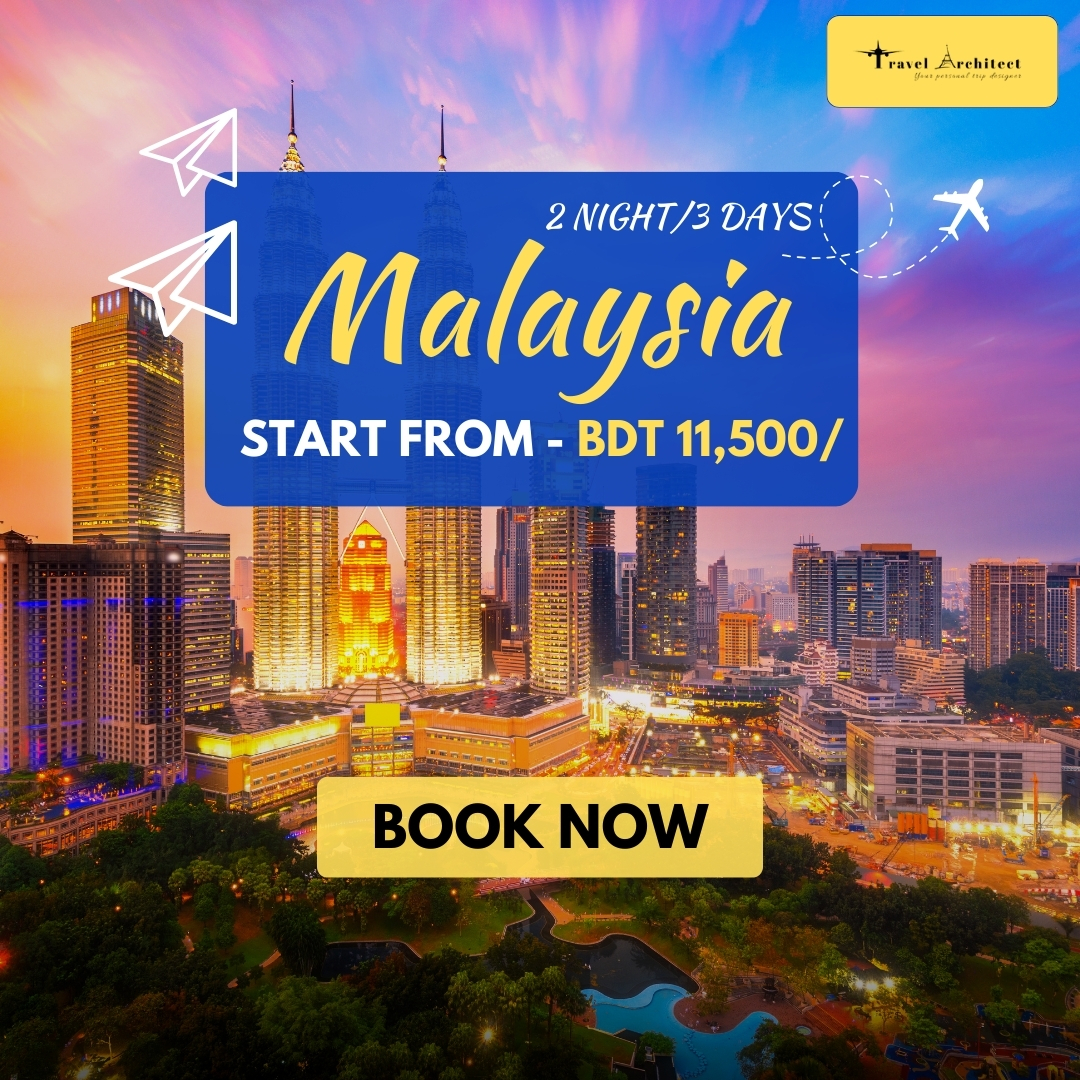 Travel Architect
Your personal trip designer
2 NIGHT/3 DAYS
Malaysia
START FROM - BDT 11,500/
BOOK NOW